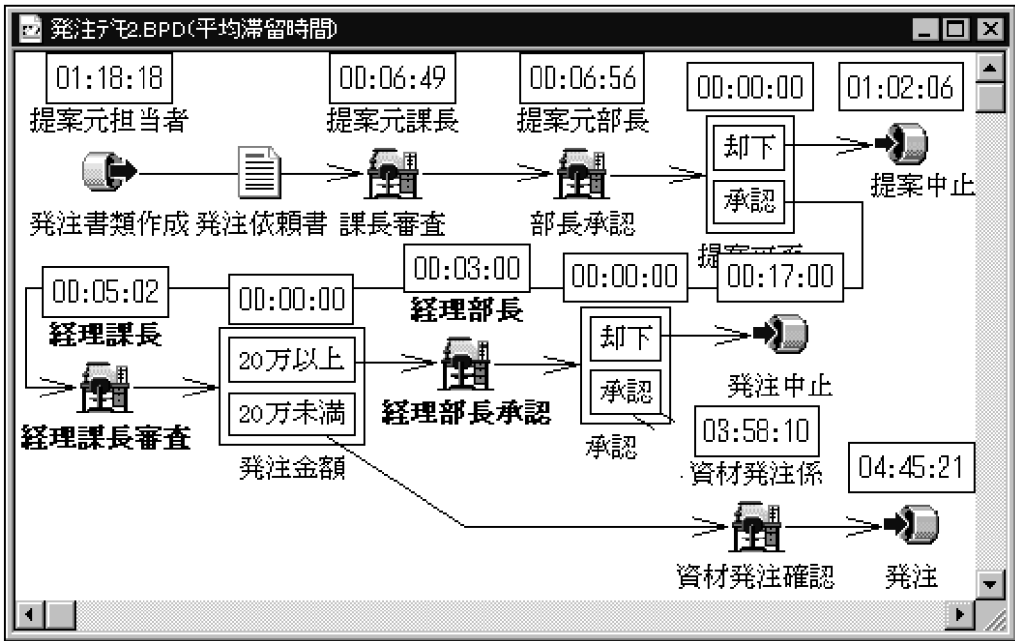 発注ﾃﾞﾓ2.BPD(平均滞留時間)
01:18:18
00:06:49
00:06:56
00:00:00
01:02:06
提案元担当者
提案元課長
提案元部長
却下
承認
提案中止
発注書類作成
発注依頼書
課長審査
部長承認
00:05:02
00:00:00
00:03:00
00:00:00
00:17:00
経理課長
経理部長
20万以上
20万未満
却下
承認
発注中止
経理課長審査
発注金額
経理部長承認
承認
03:58:10
資材発注係
04:45:21
資材発注確認
発注